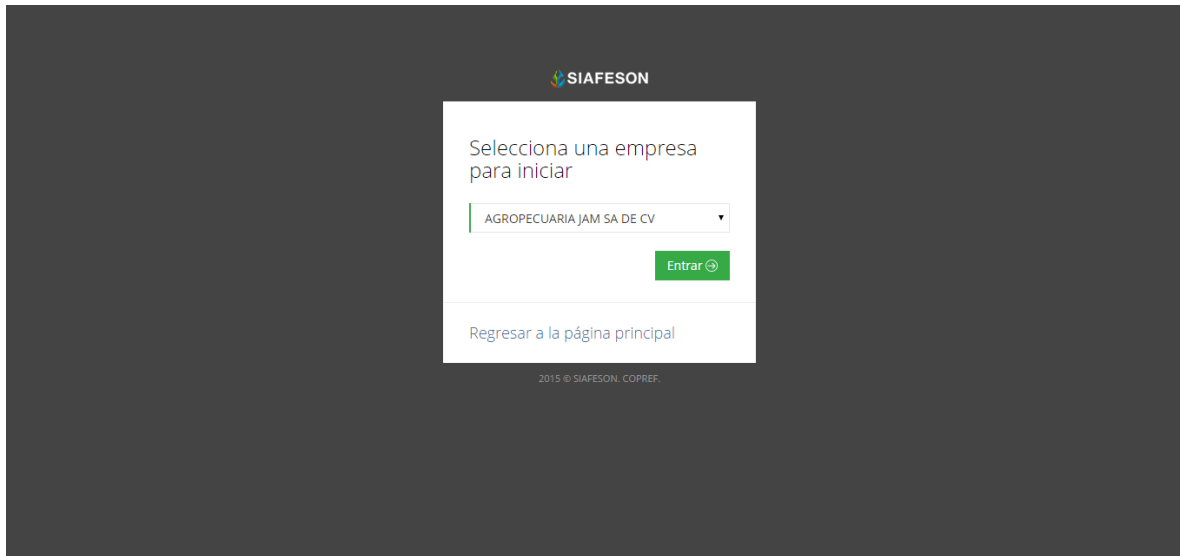 SIAFESON
Selecciona una empresa
para iniciar
AGROPECUARIA JAM SA DE CV
Entrar
Regresar a la página principal
2015 © SIAFESON. COPREF.